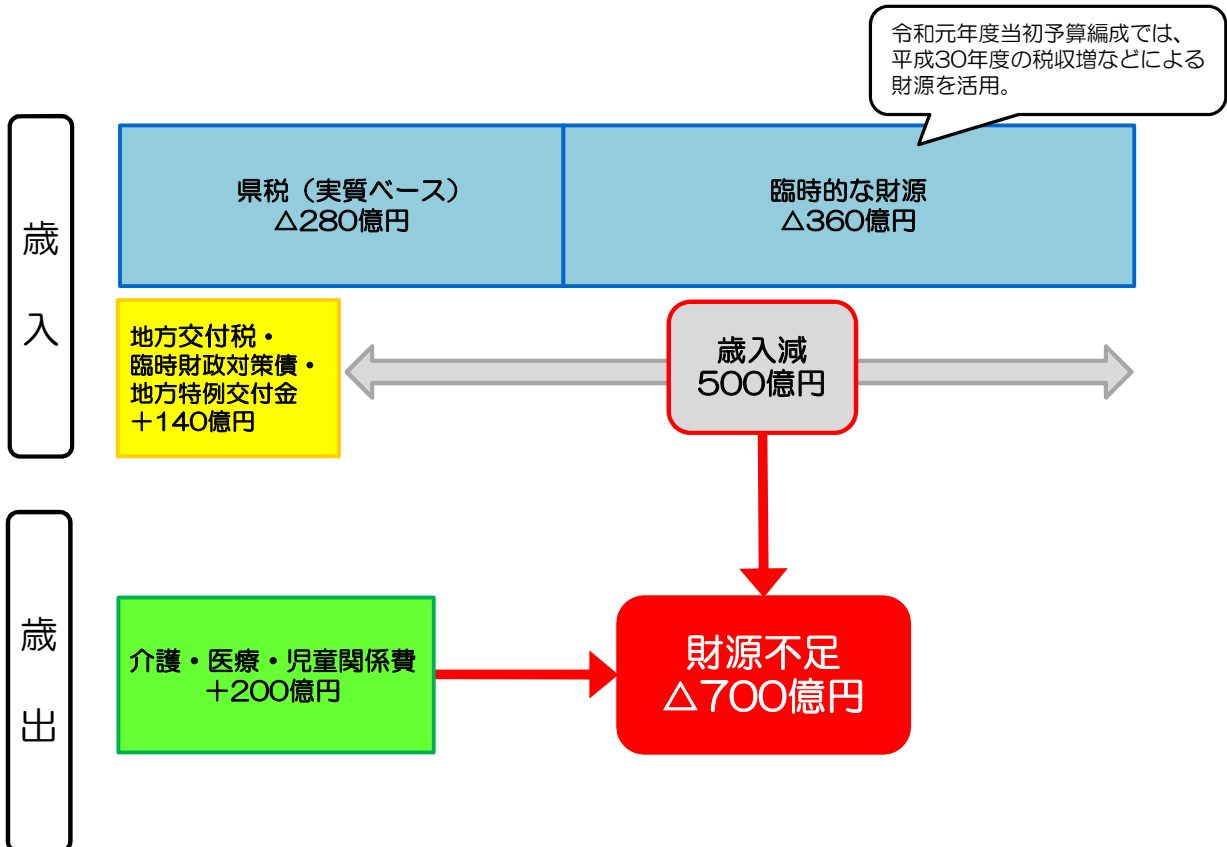 令和元年度当初予算編成では、
平成30年度の税収増などによる
財源を活用。
歳入
県税（実質ベース）
△280億円
臨時的な財源
△360億円
地方交付税・
臨時財政対策債・
地方特例交付金
＋140億円
歳入減
500億円
歳出
介護・医療・児童関係費
＋200億円
財源不足
△700億円